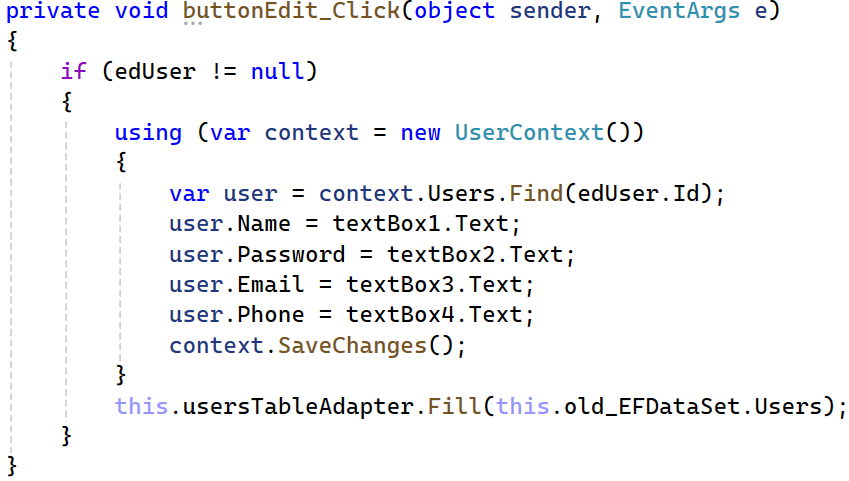 private void buttonEdit_Click(object sender, EventArgs e)
{
    if (edUser != null)
    {
        using (var context = new UserContext())
        {
            var user = context.Users.Find(edUser.Id);
            user.Name = textBox1.Text;
            user.Password = textBox2.Text;
            user.Email = textBox3.Text;
            user.Phone = textBox4.Text;
            context.SaveChanges();
        }
        this.usersTableAdapter.Fill(this.old_EFDataSet.Users);
    }
}